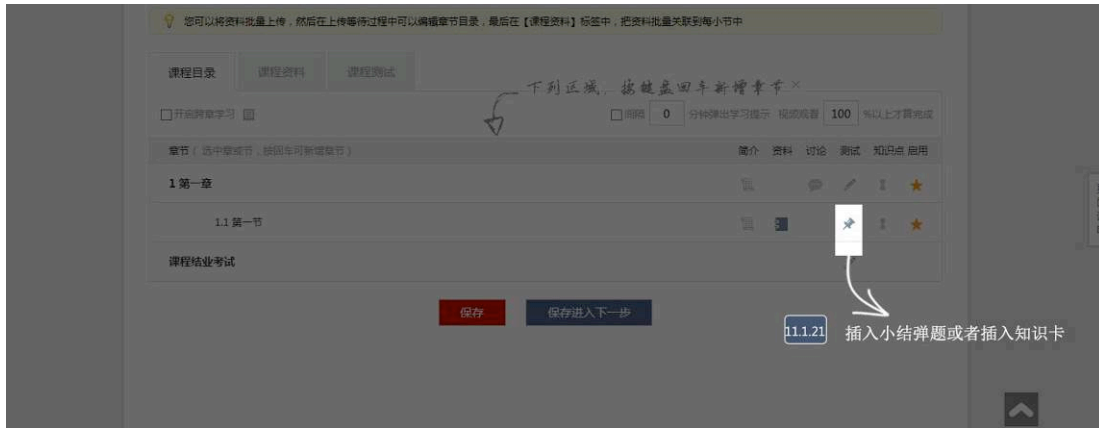 您可以将资料批量上传，然后在上传等待过程中可以编辑章节目录，最后在【课程资料】标签中，把资料批量关联到每小节中
课程目录 课程资料 课程测试
下列区域，按键盘回车新增章节 ×
开启跨章学习
间隔 0 分钟弹出学习提示 视频观看 100 %以上才算完成
章节（选中章或节，按回车可新增章节） 简介 资料 讨论 测试 知识点 启用
1 第一章
1.1 第一节
课程结业考试
保存 保存进入下一步
11.1.21 插入小结弹题或者插入知识卡